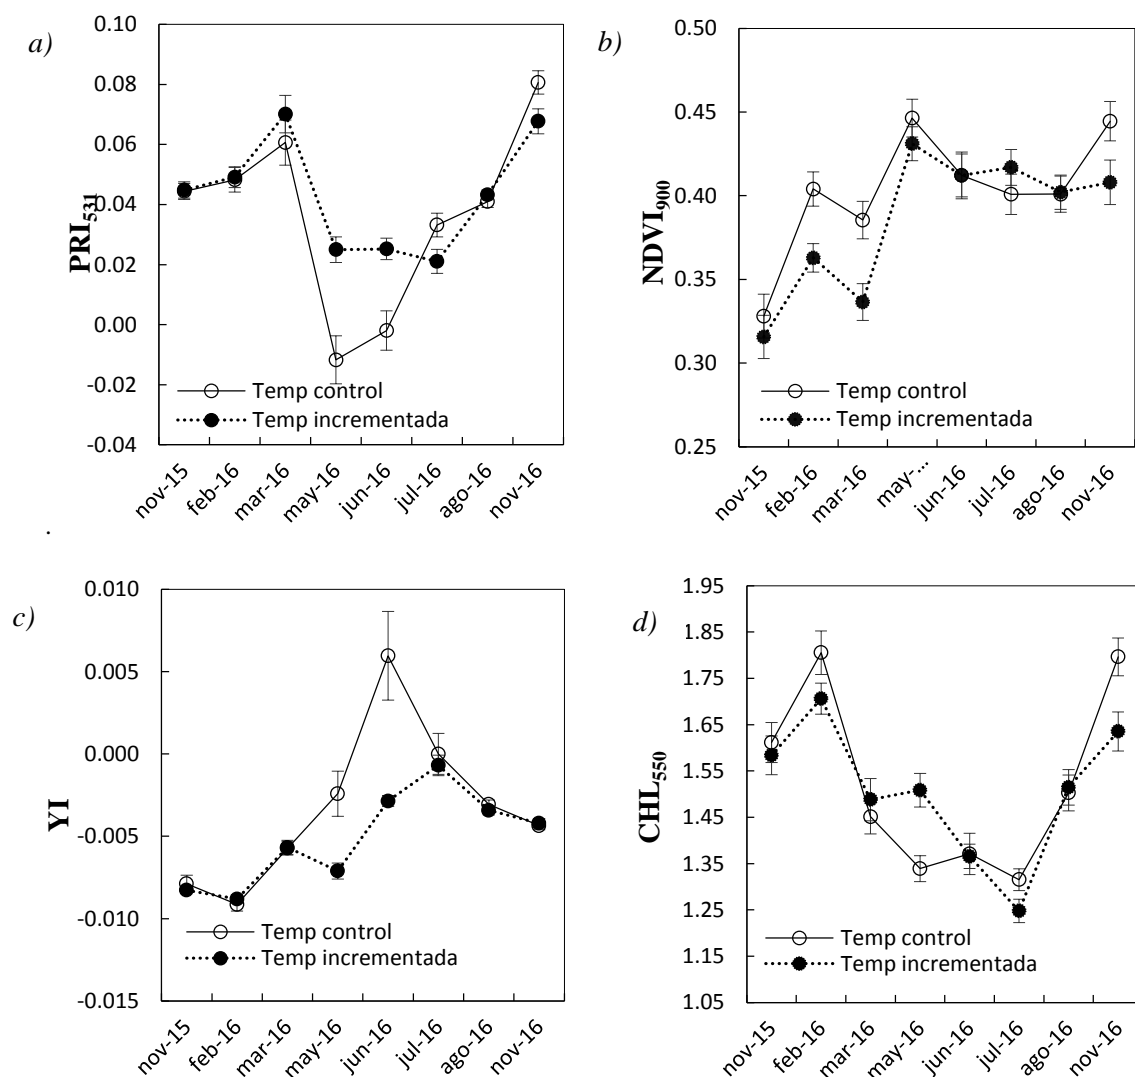 a)
0.10
0.08
0.06
0.04
0.02
0.00
-0.02
-0.04
PRI531
Temp control
Temp incrementada
nov-15
feb-16
mar-16
may-16
jun-16
jul-16
ago-16
nov-16
b)
0.50
0.45
0.40
0.35
0.30
0.25
NDVI900
Temp control
Temp incrementada
nov-15
feb-16
mar-16
may-…
jun-16
jul-16
ago-16
nov-16
.
c)
0.010
0.005
0.000
-0.005
-0.010
-0.015
YI
Temp control
Temp incrementada
nov-15
feb-16
mar-16
may-16
jun-16
jul-16
ago-16
nov-16
d)
1.95
1.85
1.75
1.65
1.55
1.45
1.35
1.25
1.15
1.05
CHL550
Temp control
Temp incrementada
nov-15
feb-16
mar-16
may-16
jun-16
jul-16
ago-16
nov-16